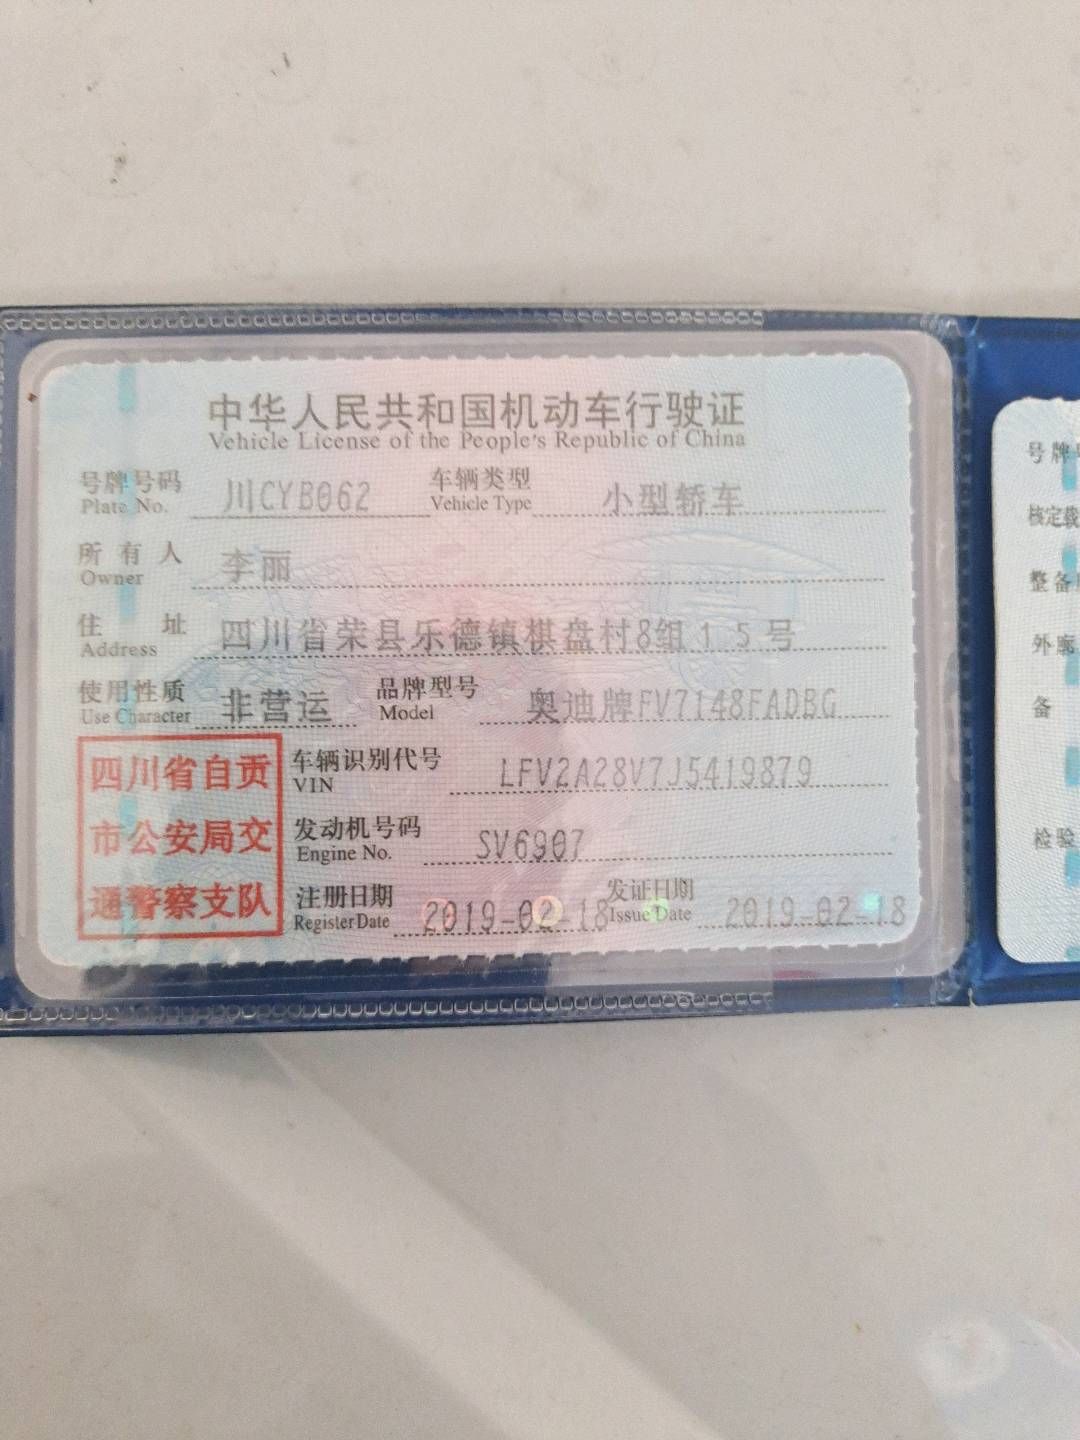 中华人民共和国机动车行驶证
Vehicle License of the People's Republic of China
号牌号码 川CYB062 车辆类型 小型轿车
Plate No. Vehicle Type
所有人 李丽
Owner
住址 四川省荣县乐德镇棋盘村8组15号
Address
使用性质 非营运 品牌型号 奥迪牌FV7148FADBG
Use Character Model
四川省自贡
市公安局交
通警察支队
车辆识别代号 LFV2A28V7J5419879
VIN
发动机号码 SV6907
Engine No.
注册日期 2019-02-18 发证日期 2019-02-18
Register Date Issue Date
号牌
核定载
整备
外廓
备
检验